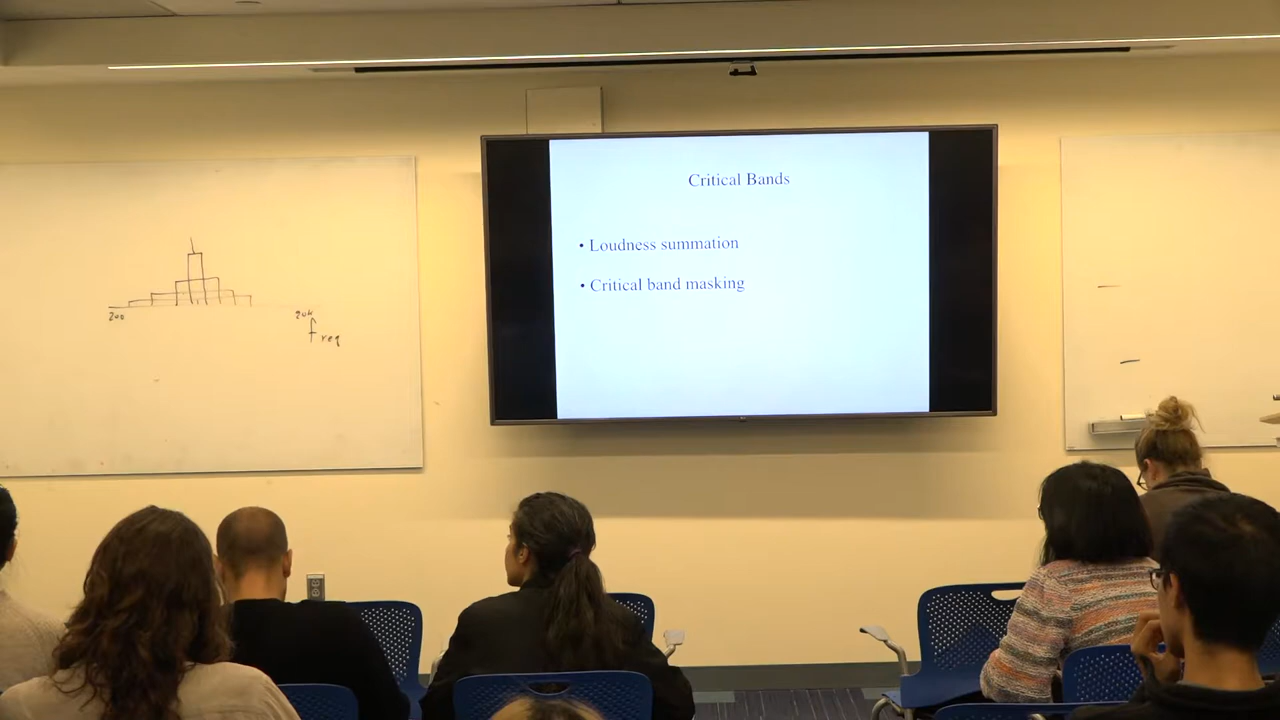 Critical Bands
• Loudness summation
• Critical band masking
200
20k
freq